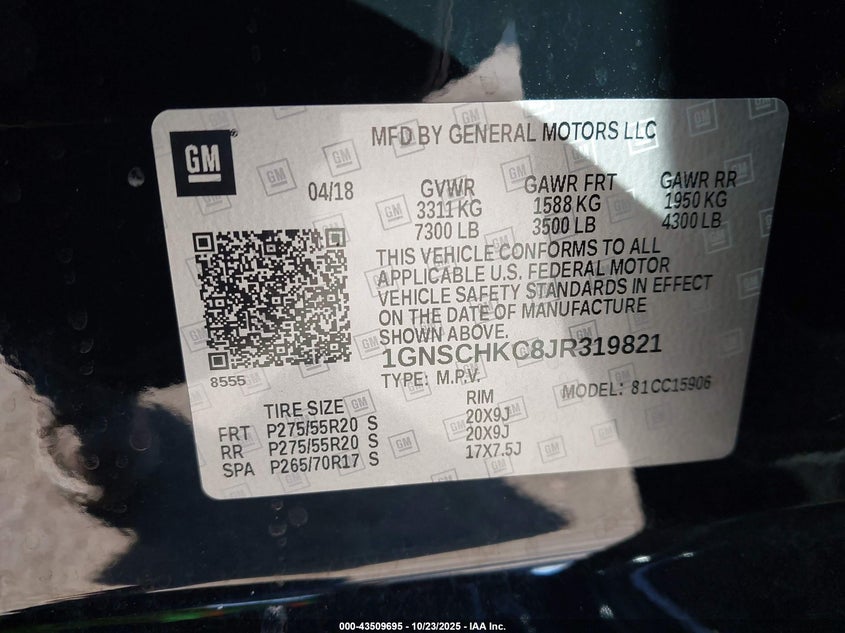 GM
MFD BY GENERAL MOTORS LLC
04/18
GVWR GAWR FRT GAWR RR
3311 KG 1588 KG 1950 KG
7300 LB 3500 LB 4300 LB
THIS VEHICLE CONFORMS TO ALL
APPLICABLE U.S. FEDERAL MOTOR
VEHICLE SAFETY STANDARDS IN EFFECT
ON THE DATE OF MANUFACTURE
SHOWN ABOVE.
1GNSCHKC8JR319821
8555
TYPE: M.P.V. MODEL: 81CC15906
TIRE SIZE RIM
FRT P275/55R20 S 20X9J
RR P275/55R20 S 20X9J
SPA P265/70R17 S 17X7.5J
000-43509695 - 10/23/2025 - IAA Inc.